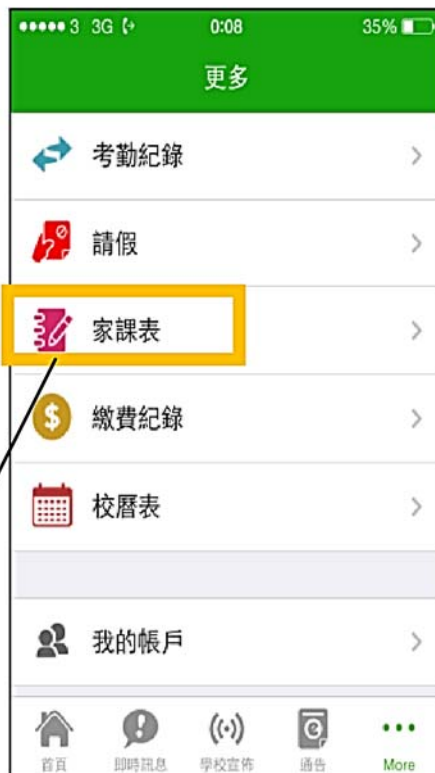 3 3G 0:08 35%
更多
考勤紀錄
請假
家課表
繳費紀錄
校曆表
我的帳戶
首頁 即時訊息 學校宣佈 通告 More